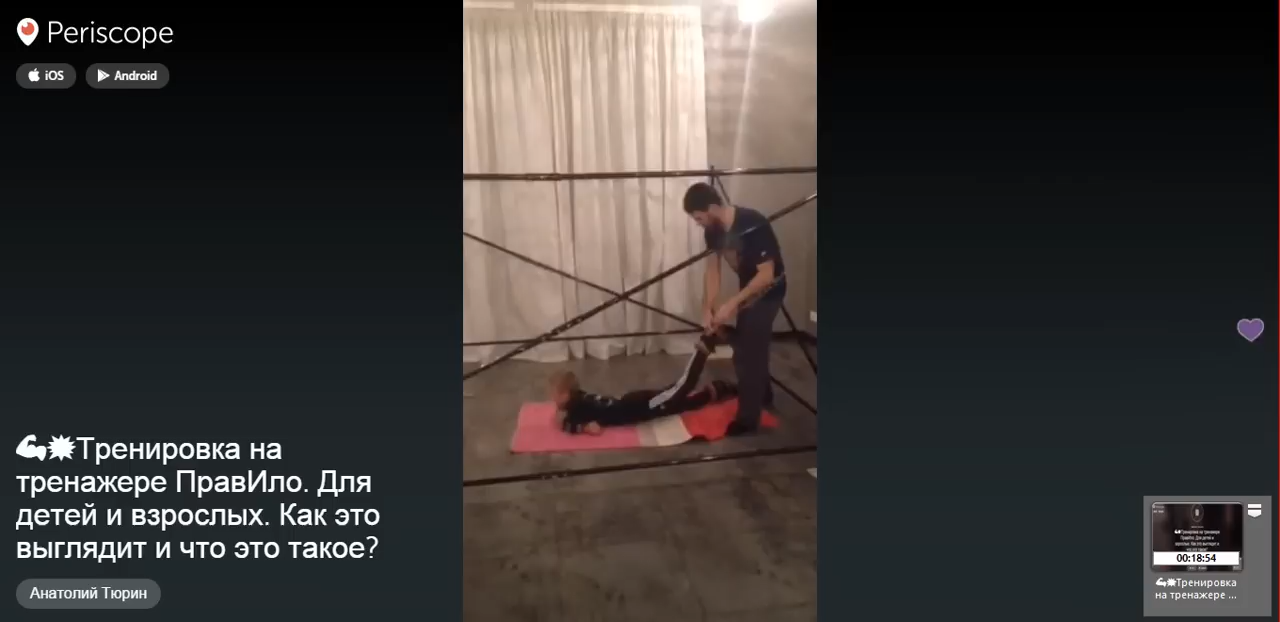 Periscope
iOS
Android
Тренировка на
тренажере ПравИло. Для
детей и взрослых. Как это
выглядит и что это такое?
Анатолий Тюрин
00:18:54
Тренировка
на тренажере ...